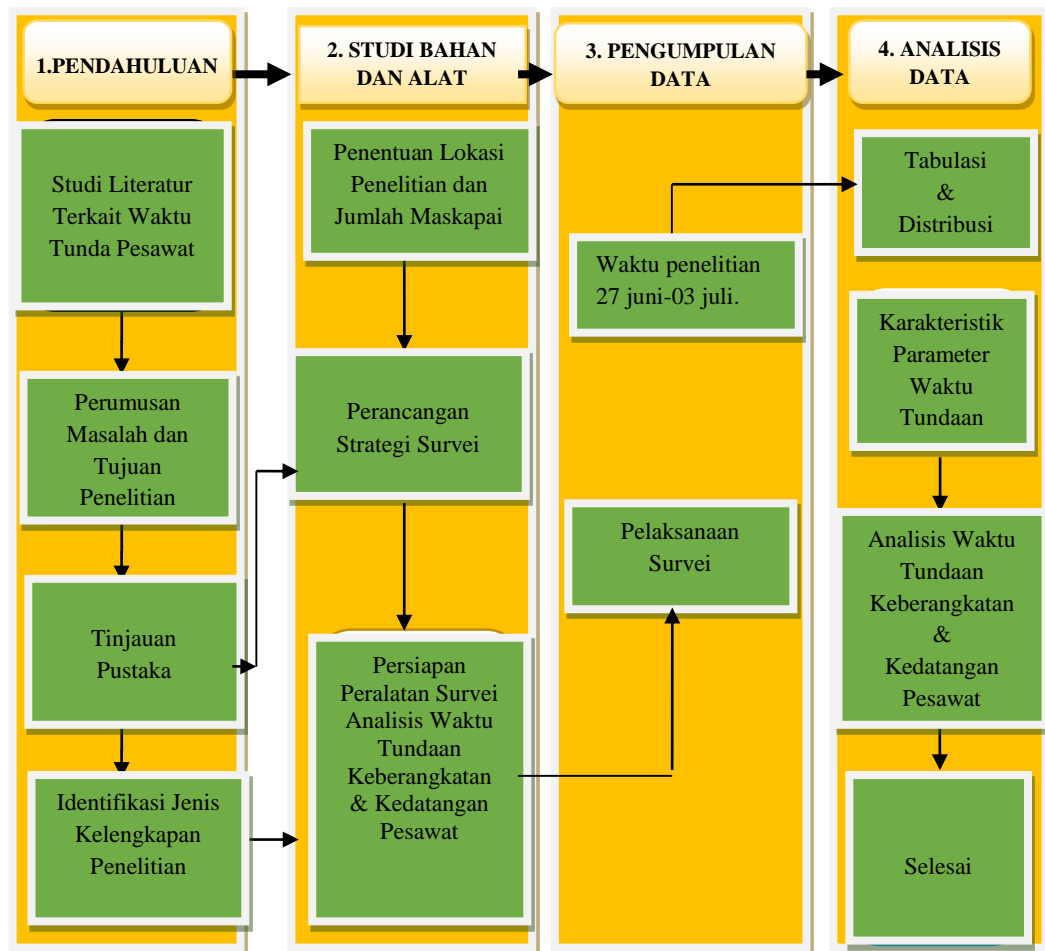 1.PENDAHULUAN
Studi Literatur
Terkait Waktu
Tunda Pesawat
Perumusan
Masalah dan
Tujuan
Penelitian
Tinjauan
Pustaka
Identifikasi Jenis
Kelengkapan
Penelitian
2. STUDI BAHAN
DAN ALAT
Penentuan Lokasi
Penelitian dan
Jumlah Maskapai
Perancangan
Strategi Survei
Persiapan
Peralatan Survei
Analisis Waktu
Tundaan
Keberangkatan
& Kedatangan
Pesawat
3. PENGUMPULAN
DATA
Waktu penelitian
27 juni-03 juli.
Pelaksanaan
Survei
4. ANALISIS
DATA
Tabulasi
&
Distribusi
Karakteristik
Parameter
Waktu
Tundaan
Analisis Waktu
Tundaan
Keberangkatan
&
Kedatangan
Pesawat
Selesai